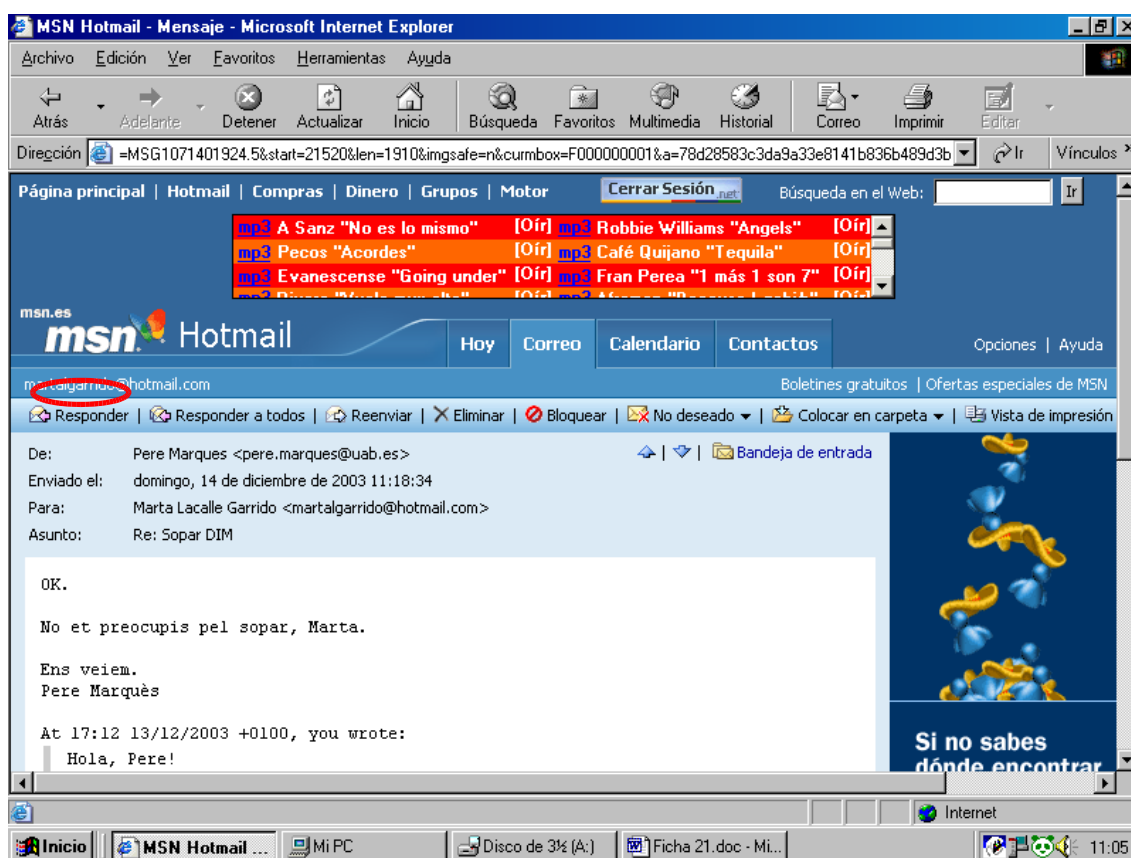 MSN Hotmail - Mensaje - Microsoft Internet Explorer
Archivo Edición Ver Favoritos Herramientas Ayuda
Atrás Adelante Detener Actualizar Inicio Búsqueda Favoritos Multimedia Historial Correo Imprimir Editar
Dirección =MSG1071401924.5&start=21520&len=1910&imgsafe=n&curmbox=F000000001&a=78d28583c3da9a33e8141b836b489d3b Ir Vínculos
Página principal | Hotmail | Compras | Dinero | Grupos | Motor Cerrar Sesión .net Búsqueda en el Web: Ir
mp3 A Sanz "No es lo mismo" [Oír] mp3 Robbie Williams "Angels" [Oír]
mp3 Pecos "Acordes" [Oír] mp3 Café Quijano "Tequila" [Oír]
mp3 Evanescense "Going under" [Oír] mp3 Fran Perea "1 más 1 son 7" [Oír]
msn.es
msn Hotmail Hoy Correo Calendario Contactos Opciones | Ayuda
martalgarrido@hotmail.com Boletines gratuitos | Ofertas especiales de MSN
Responder | Responder a todos | Reenviar | Eliminar | Bloquear | No deseado | Colocar en carpeta | Vista de impresión
De: Pere Marques <pere.marques@uab.es> | | Bandeja de entrada
Enviado el: domingo, 14 de diciembre de 2003 11:18:34
Para: Marta Lacalle Garrido <martalgarrido@hotmail.com>
Asunto: Re: Sopar DIM
OK.
No et preocupis pel sopar, Marta.
Ens veiem.
Pere Marquès
At 17:12 13/12/2003 +0100, you wrote:
Hola, Pere!
Si no sabes
dónde encontrar
Internet
Inicio MSN Hotmail ... Mi PC Disco de 3½ (A:) Ficha 21.doc - Mi... 11:05